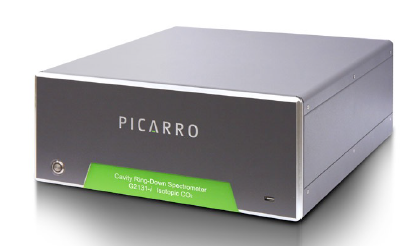 PICARRO
Cavity Ring-Down Spectrometer
G2131-i Isotopic CO₂